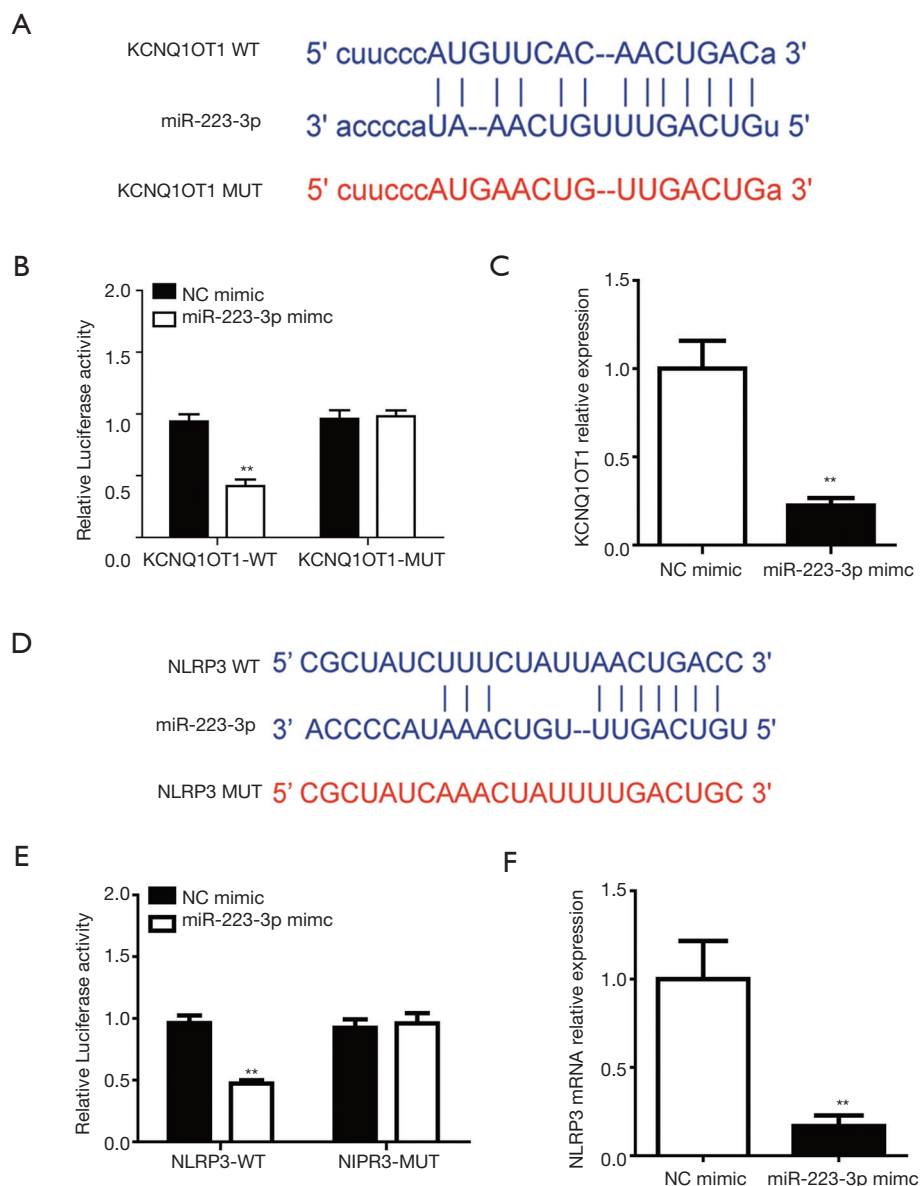 A
KCNQ1OT1 WT 5' cuucccAUGUUCAC--AACUGACa 3'
miR-223-3p 3' accccaUA--AACUGUUUGACUGu 5'
KCNQ1OT1 MUT 5' cuucccAUGAACUG--UUGACUGa 3'
B
Relative Luciferase activity
NC mimic
miR-223-3p mimc
2.0
1.5
1.0
0.5
0.0
KCNQ1OT1-WT KCNQ1OT1-MUT
C
KCNQ1OT1 relative expression
1.5
1.0
0.5
0.0
**
**
NC mimic miR-223-3p mimc
D
NLRP3 WT 5' CGCUAUCUUUCUAUUAACUGACC 3'
miR-223-3p 3' ACCCCAUAAACUGU--UUGACUGU 5'
NLRP3 MUT 5' CGCUAUCAAACUAUUUUGACUGC 3'
E
Relative Luciferase activity
NC mimic
miR-223-3p mimc
2.0
1.5
1.0
0.5
0.0
**
NLRP3-WT NIPR3-MUT
F
NLRP3 mRNA relative expression
1.5
1.0
0.5
0.0
**
NC mimic miR-223-3p mimc